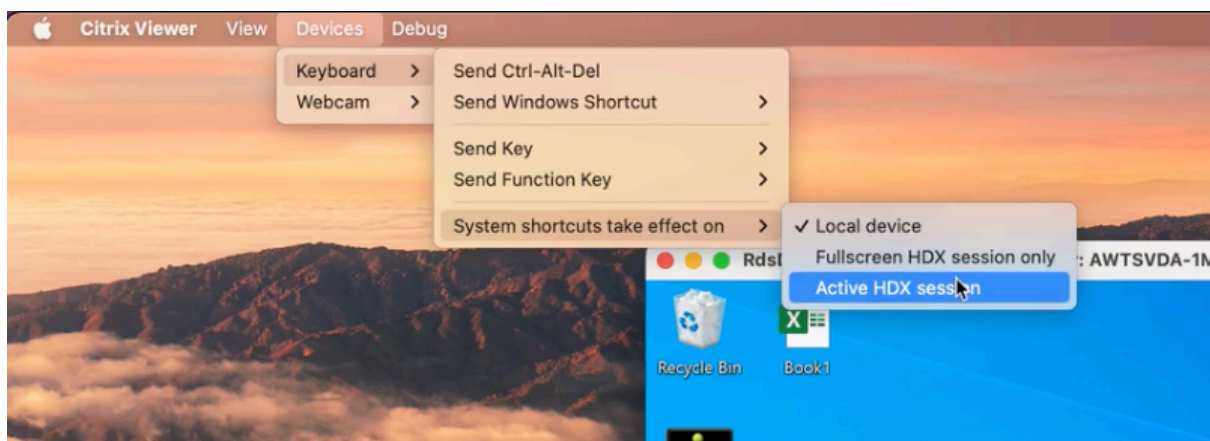 Citrix Viewer View Devices Debug
Keyboard
Webcam
Send Ctrl-Alt-Del
Send Windows Shortcut
Send Key
Send Function Key
System shortcuts take effect on
✓ Local device
Fullscreen HDX session only
Active HDX session
: AWTSVDA-1
Recycle Bin
Book1